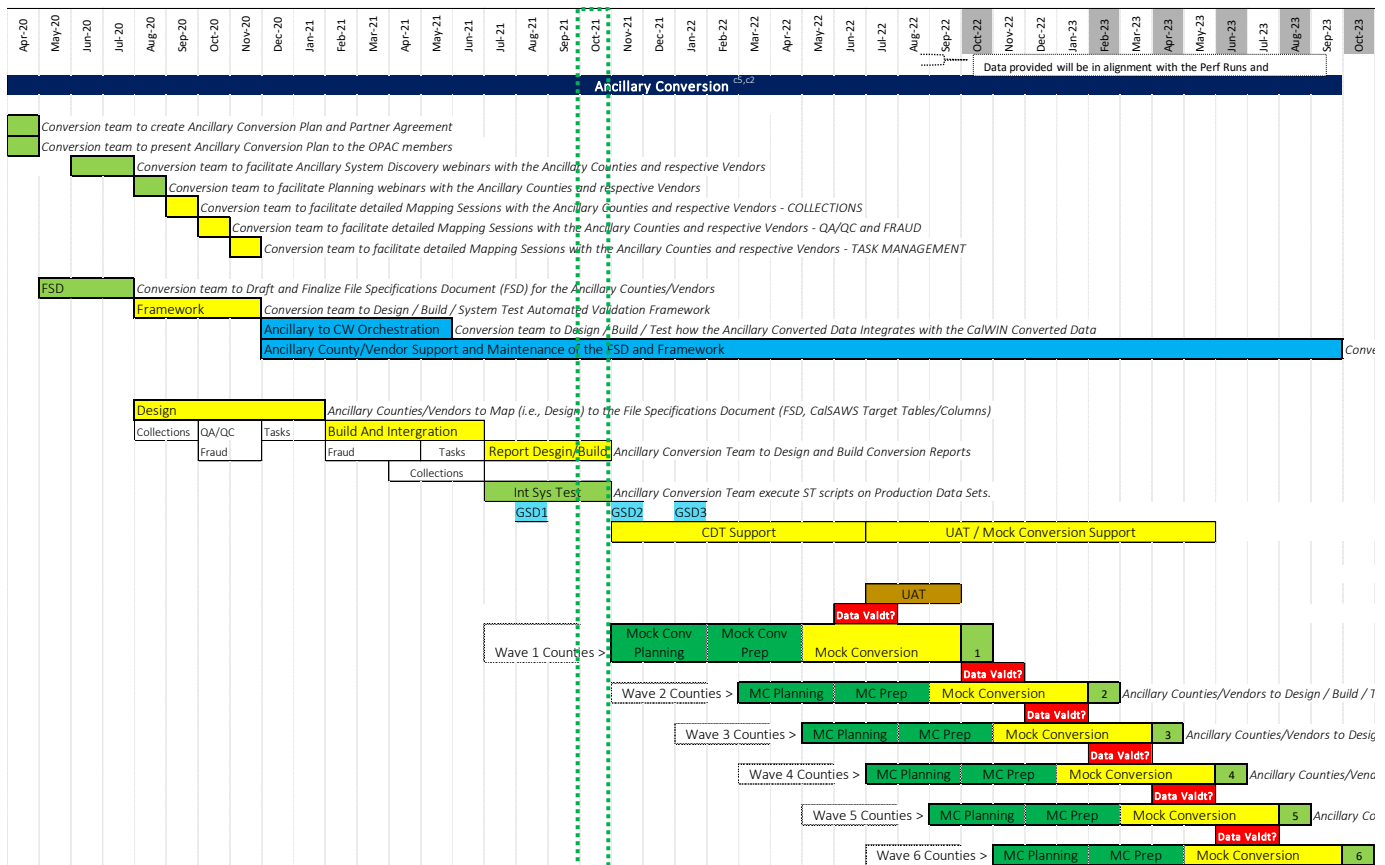 Apr-20 May-20 Jun-20 Jul-20 Aug-20 Sep-20 Oct-20 Nov-20 Dec-20 Jan-21 Feb-21 Mar-21 Apr-21 May-21 Jun-21 Jul-21 Aug-21 Sep-21 Oct-21 Nov-21 Dec-21 Jan-22 Feb-22 Mar-22 Apr-22 May-22 Jun-22 Jul-22 Aug-22 Sep-22 Oct-22 Nov-22 Dec-22 Jan-23 Feb-23 Mar-23 Apr-23 May-23 Jun-23 Jul-23 Aug-23 Sep-23 Oct-23
Data provided will be in alignment with the Perf Runs and
Ancillary Conversion c5,c2
Conversion team to create Ancillary Conversion Plan and Partner Agreement
Conversion team to present Ancillary Conversion Plan to the OPAC members
Conversion team to facilitate Ancillary System Discovery webinars with the Ancillary Counties and respective Vendors
Conversion team to facilitate Planning webinars with the Ancillary Counties and respective Vendors
Conversion team to facilitate detailed Mapping Sessions with the Ancillary Counties and respective Vendors - COLLECTIONS
Conversion team to facilitate detailed Mapping Sessions with the Ancillary Counties and respective Vendors - QA/QC and FRAUD
Conversion team to facilitate detailed Mapping Sessions with the Ancillary Counties and respective Vendors - TASK MANAGEMENT
FSD Conversion team to Draft and Finalize File Specifications Document (FSD) for the Ancillary Counties/Vendors
Framework Conversion team to Design / Build / System Test Automated Validation Framework
Ancillary to CW Orchestration Conversion team to Design / Build / Test how the Ancillary Converted Data Integrates with the CalWIN Converted Data
Ancillary County/Vendor Support and Maintenance of the FSD and Framework Conve
Design Ancillary Counties/Vendors to Map (i.e., Design) to the File Specifications Document (FSD, CalSAWS Target Tables/Columns)
Collections QA/QC Tasks Build And Intergration
Fraud Fraud Tasks Report Desgin/Build Ancillary Conversion Team to Design and Build Conversion Reports
Collections
Int Sys Test Ancillary Conversion Team execute ST scripts on Production Data Sets.
GSD1 GSD2 GSD3
CDT Support UAT / Mock Conversion Support
UAT
Data Valdt?
Wave 1 Counties > Mock Conv Planning Mock Conv Prep Mock Conversion 1
Data Valdt?
Wave 2 Counties > MC Planning MC Prep Mock Conversion 2 Ancillary Counties/Vendors to Design / Build / T
Data Valdt?
Wave 3 Counties > MC Planning MC Prep Mock Conversion 3 Ancillary Counties/Vendors to Desig
Data Valdt?
Wave 4 Counties > MC Planning MC Prep Mock Conversion 4 Ancillary Counties/Vend
Data Valdt?
Wave 5 Counties > MC Planning MC Prep Mock Conversion 5 Ancillary Co
Data Valdt?
Wave 6 Counties > MC Planning MC Prep Mock Conversion 6